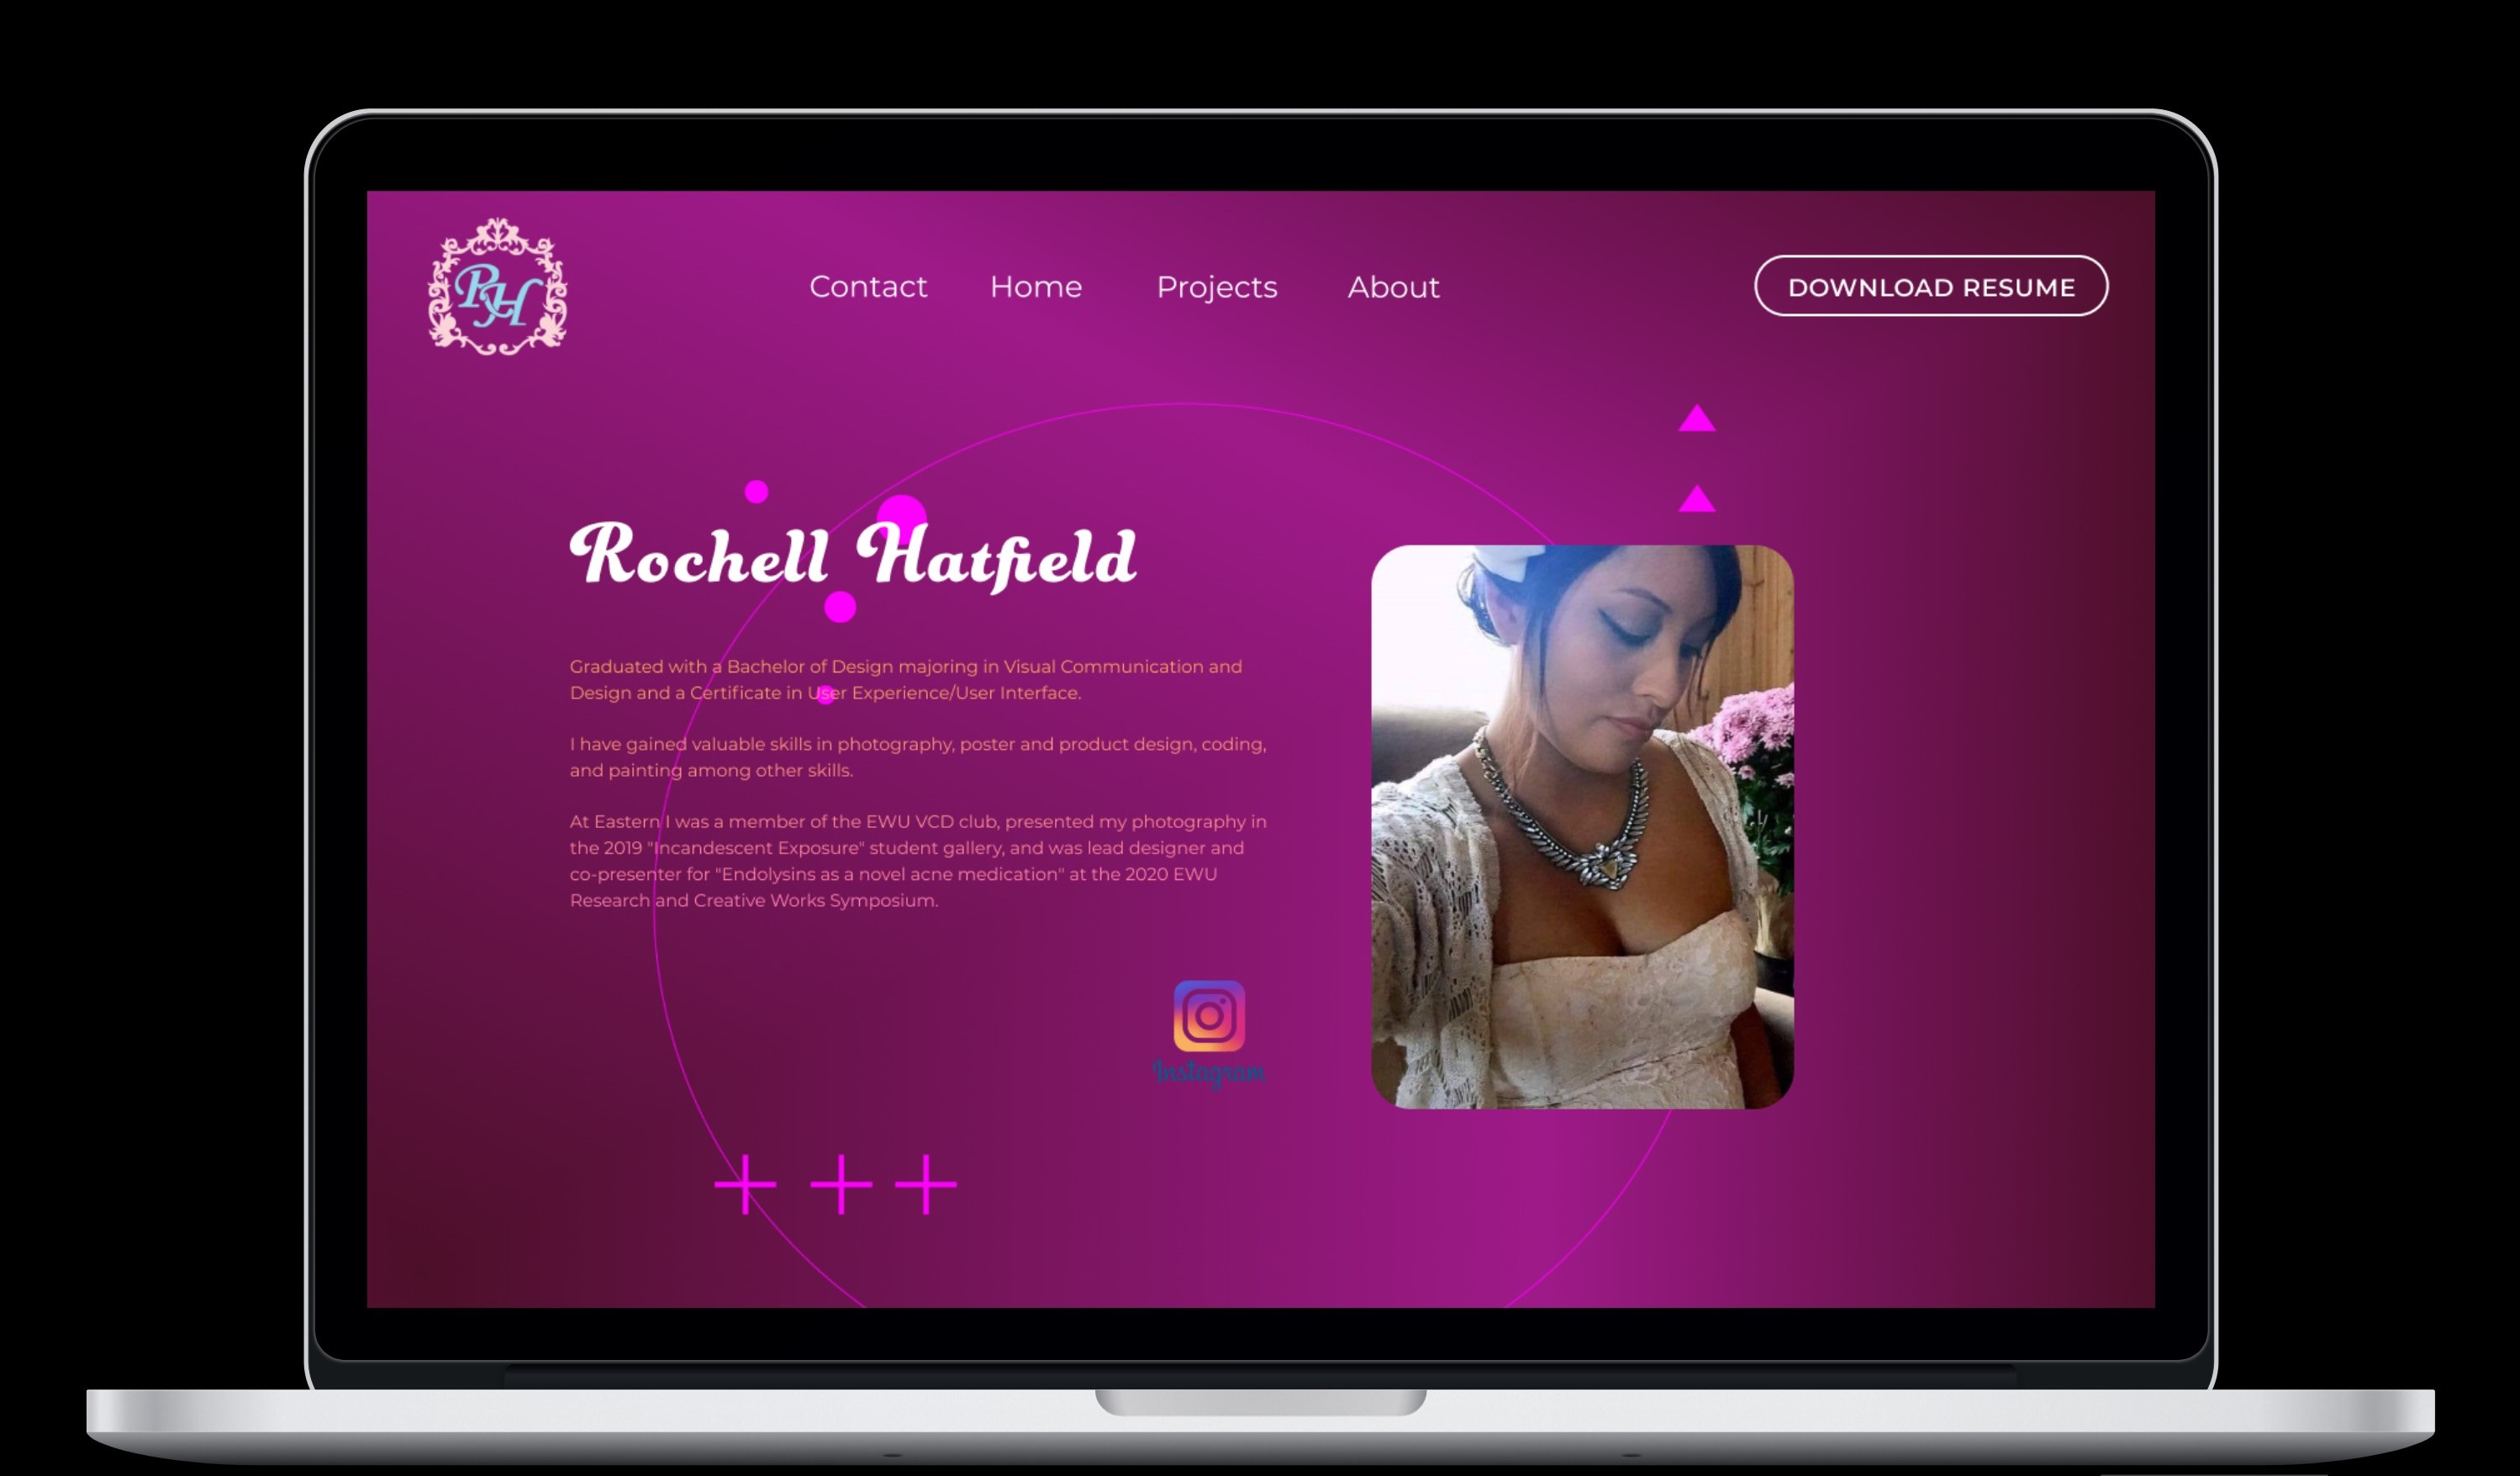 RH
Contact Home Projects About
DOWNLOAD RESUME
Rochell Hatfield
Graduated with a Bachelor of Design majoring in Visual Communication and
Design and a Certificate in User Experience/User Interface.
I have gained valuable skills in photography, poster and product design, coding,
and painting among other skills.
At Eastern I was a member of the EWU VCD club, presented my photography in
the 2019 "Incandescent Exposure" student gallery, and was lead designer and
co-presenter for "Endolysins as a novel acne medication" at the 2020 EWU
Research and Creative Works Symposium.
Instagram